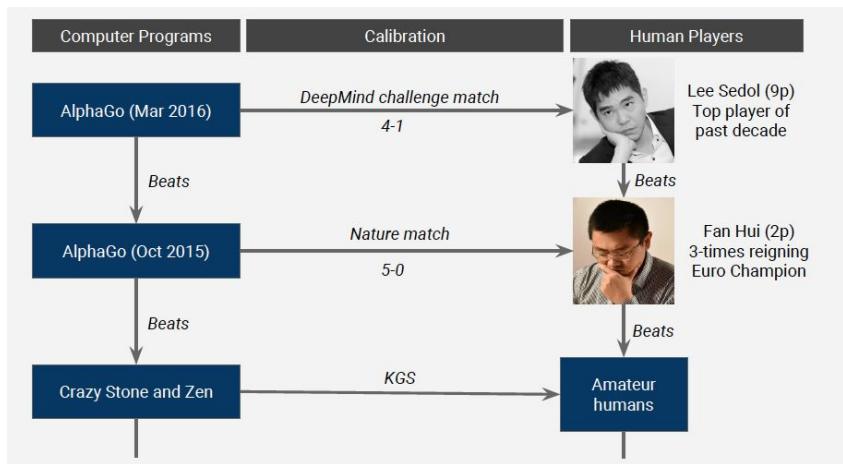 Computer Programs
Calibration
Human Players
AlphaGo (Mar 2016)
DeepMind challenge match
4-1
Lee Sedol (9p)
Top player of
past decade
Beats
Beats
AlphaGo (Oct 2015)
Nature match
5-0
Fan Hui (2p)
3-times reigning
Euro Champion
Beats
Beats
Crazy Stone and Zen
KGS
Amateur
humans